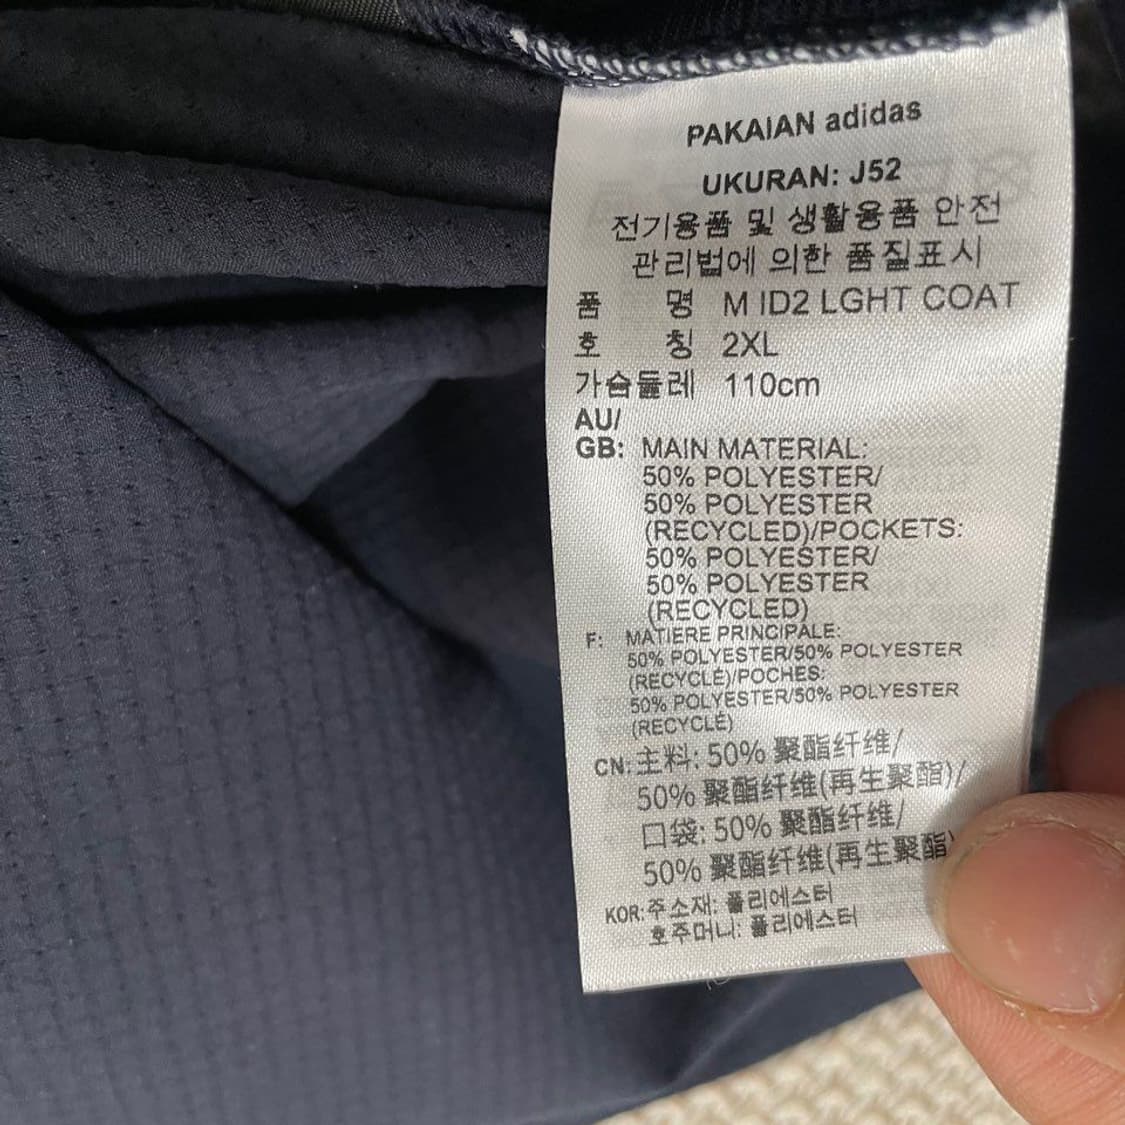 PAKAIAN adidas
UKURAN: J52
전기용품 및 생활용품 안전
관리법에 의한 품질표시
품 명 M ID2 LGHT COAT
호 칭 2XL
가슴둘레 110cm
AU/
GB: MAIN MATERIAL:
50% POLYESTER/
50% POLYESTER
(RECYCLED)/POCKETS:
50% POLYESTER/
50% POLYESTER
(RECYCLED)
F: MATIERE PRINCIPALE:
50% POLYESTER/50% POLYESTER
(RECYCLÉ)/POCHES:
50% POLYESTER/50% POLYESTER
(RECYCLÉ)
CN: 主料: 50% 聚酯纤维/
50% 聚酯纤维(再生聚酯)/
口袋: 50% 聚酯纤维/
50% 聚酯纤维(再生聚酯)
KOR: 주소재: 폴리에스터
호주머니: 폴리에스터